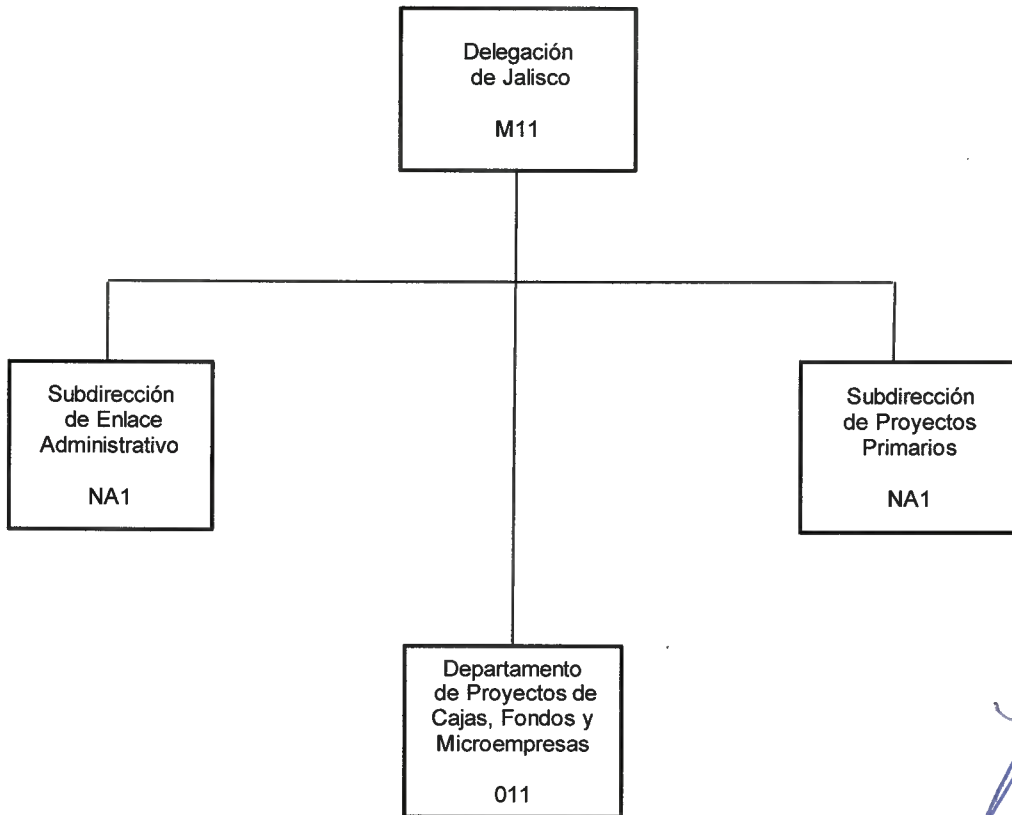 Delegación
de Jalisco
M11
Subdirección
de Enlace
Administrativo
NA1
Subdirección
de Proyectos
Primarios
NA1
Departamento
de Proyectos de
Cajas, Fondos y
Microempresas
011